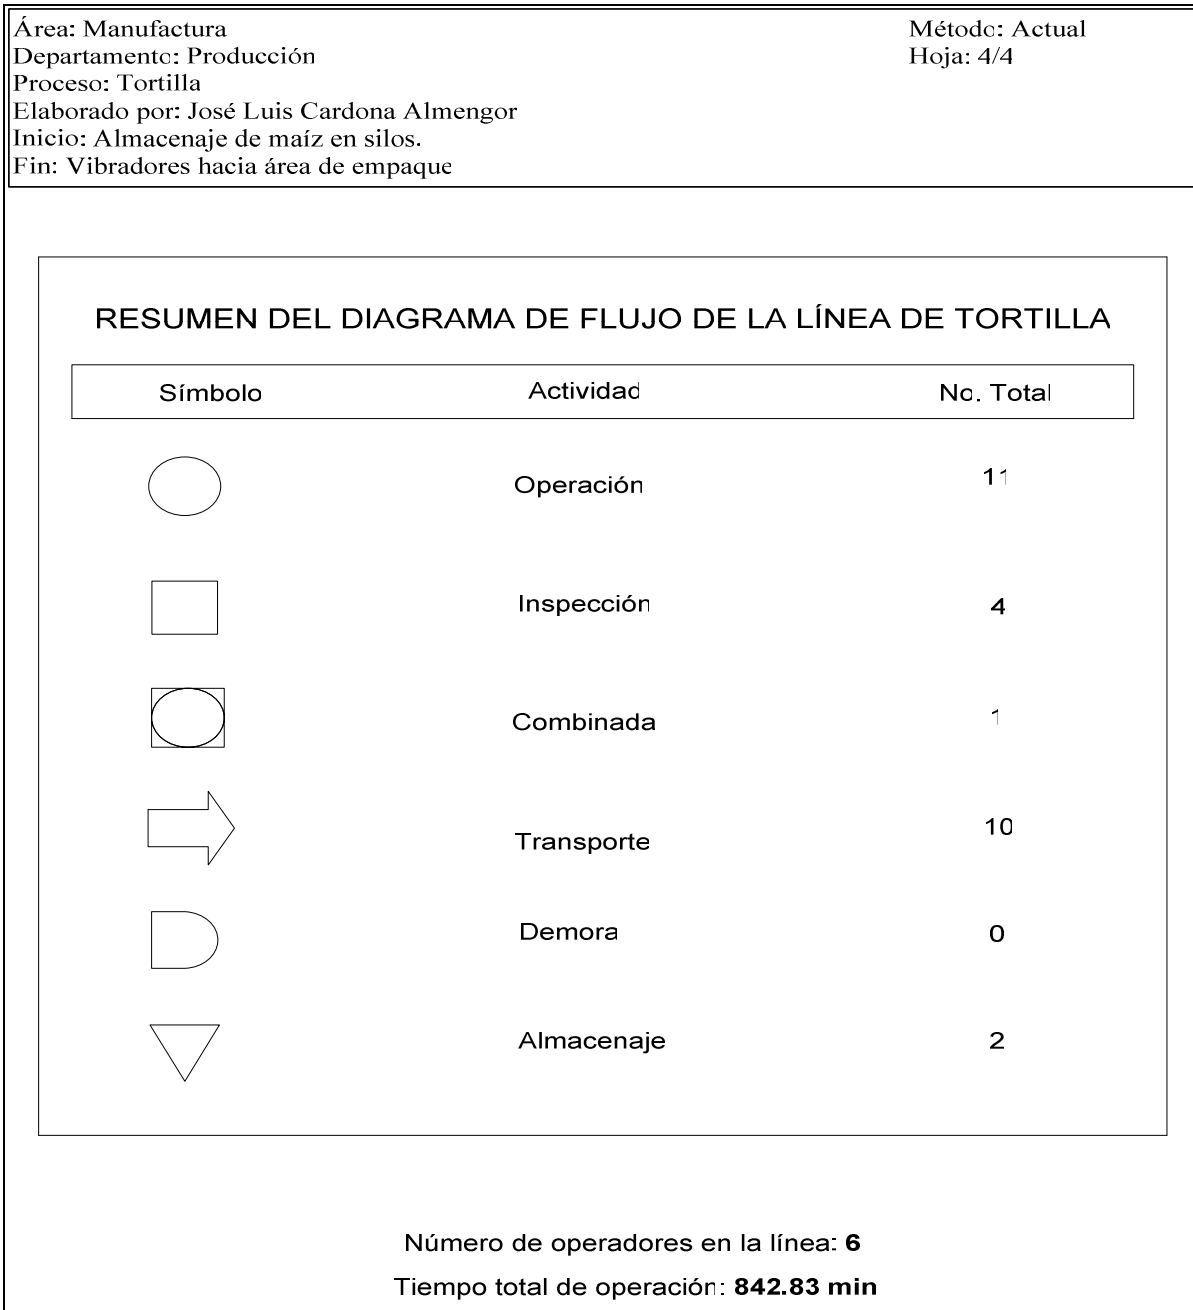 Área: Manufactura Método: Actual
Departamento: Producción Hoja: 4/4
Proceso: Tortilla
Elaborado por: José Luis Cardona Almengor
Inicio: Almacenaje de maíz en silos.
Fin: Vibradores hacia área de empaque
RESUMEN DEL DIAGRAMA DE FLUJO DE LA LÍNEA DE TORTILLA
Símbolo Actividad No. Total
Operación 11
Inspección 4
Combinada 1
Transporte 10
Demora 0
Almacenaje 2
Número de operadores en la línea: 6
Tiempo total de operación: 842.83 min